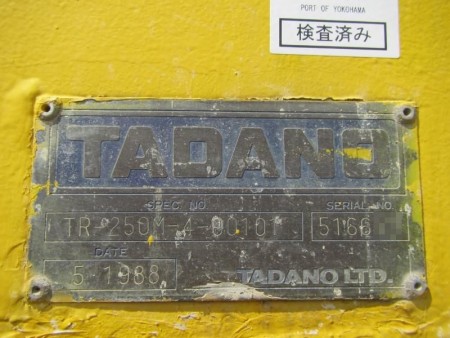 PORT OF YOKOHAMA
検査済み
TADANO
SPEC NO. SERIAL NO.
TR-250M-4-00101 5166
DATE
5-1988 TADANO LTD.